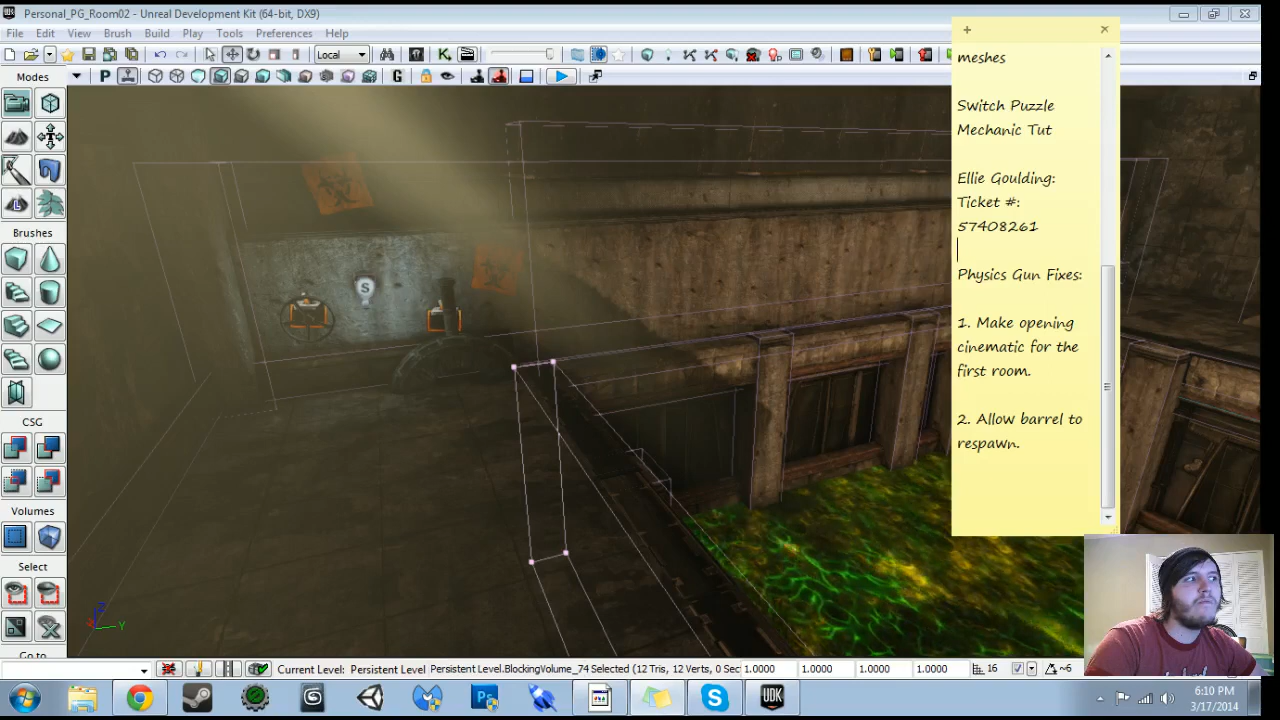 Personal_PG_Room02 - Unreal Development Kit (64-bit, DX9)
File Edit View Brush Build Play Tools Preferences Help
Local
Modes
P
G
meshes
Switch Puzzle
Mechanic Tut
Ellie Goulding:
Ticket #:
57408261
Physics Gun Fixes:
1. Make opening
cinematic for the
first room.
2. Allow barrel to
respawn.
S
Brushes
CSG
Volumes
Select
Go to
Z
Y
Current Level: Persistent Level Persistent Level.BlockingVolume_74 Selected (12 Tris, 12 Verts, 0 Sec 1.0000 1.0000 1.0000 1.0000 16 ~6
UDK
6:10 PM
3/17/2014